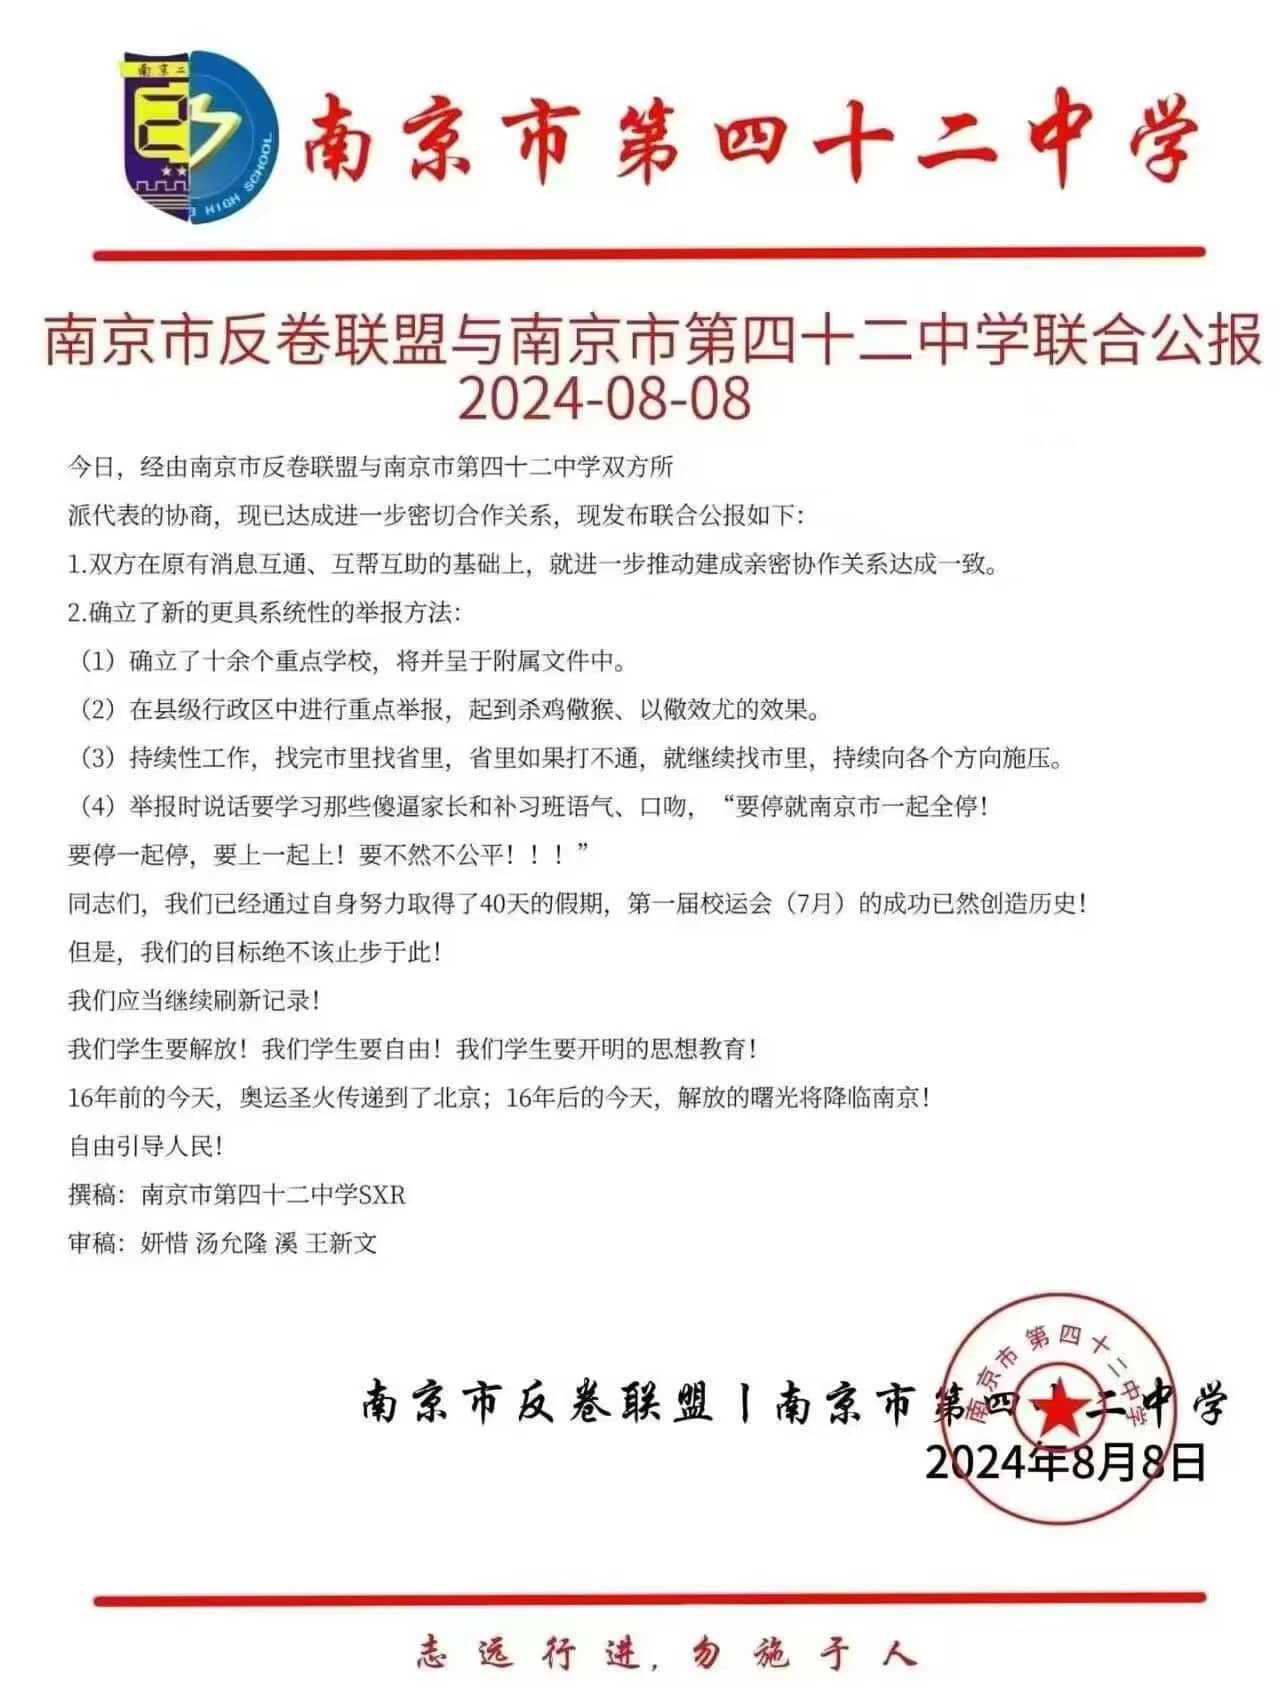 南京二
23
3 HIGH SCHOOL
南京市第四十二中学
南京市反卷联盟与南京市第四十二中学联合公报
2024-08-08
今日，经由南京市反卷联盟与南京市第四十二中学双方所
派代表的协商，现已达成进一步密切合作关系，现发布联合公报如下：
1.双方在原有消息互通、互帮互助的基础上，就进一步推动建成亲密协作关系达成一致。
2.确立了新的更具系统性的举报方法：
（1）确立了十余个重点学校，将并呈于附属文件中。
（2）在县级行政区中进行重点举报，起到杀鸡儆猴、以儆效尤的效果。
（3）持续性工作，找完市里找省里，省里如果打不通，就继续找市里，持续向各个方向施压。
（4）举报时说话要学习那些傻逼家长和补习班语气、口吻，“要停就南京市一起全停！
要停一起停，要上一起上！要不然不公平！！！”
同志们，我们已经通过自身努力取得了40天的假期，第一届校运会（7月）的成功已然创造历史！
但是，我们的目标绝不该止步于此！
我们应当继续刷新记录！
我们学生要解放！我们学生要自由！我们学生要开明的思想教育！
16年前的今天，奥运圣火传递到了北京；16年后的今天，解放的曙光将降临南京！
自由引导人民！
撰稿：南京市第四十二中学SXR
审稿：妍惜 汤允隆 溪 王新文
南京市第四十二中学
南京市反卷联盟丨南京市第四十二中学
2024年8月8日
志远行进，勿施于人